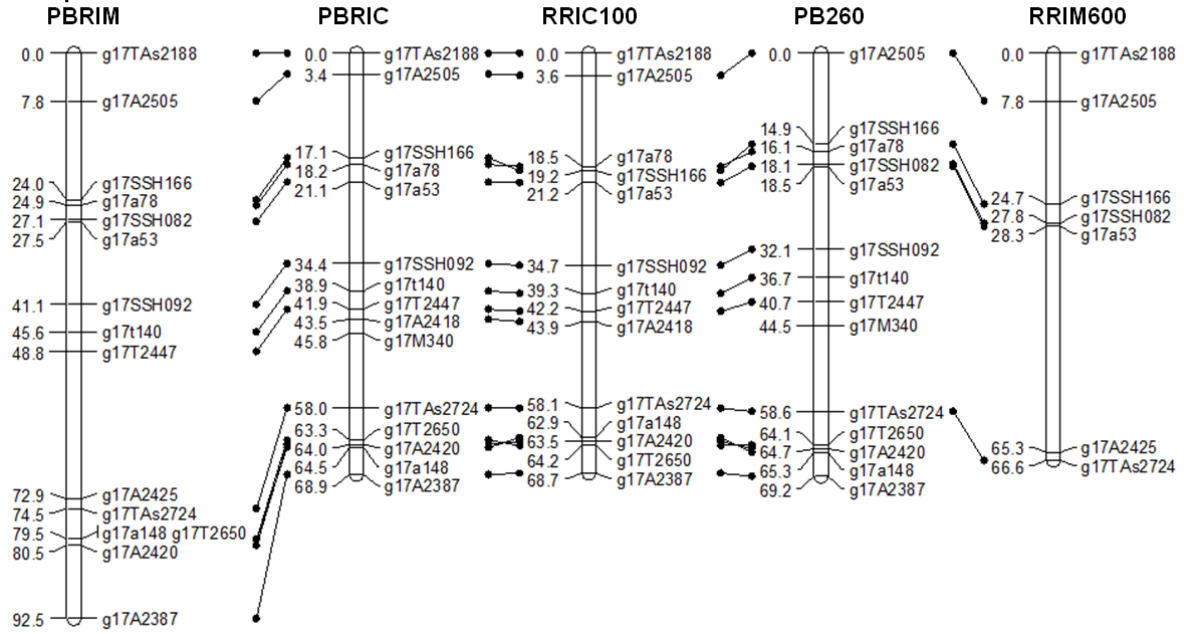 PBRIM PBRIC RRIC100 PB260 RRIM600
0.0 g17TAs2188
7.8 g17A2505
24.0 g17SSH166
24.9 g17a78
27.1 g17SSH082
27.5 g17a53
41.1 g17SSH092
45.6 g17t140
48.8 g17T2447
72.9 g17A2425
74.5 g17TAs2724
79.5 g17a148 g17T2650
80.5 g17A2420
92.5 g17A2387
0.0 g17TAs2188
3.4 g17A2505
17.1 g17SSH166
18.2 g17a78
21.1 g17a53
34.4 g17SSH092
38.9 g17t140
41.9 g17T2447
43.5 g17A2418
45.8 g17M340
58.0 g17TAs2724
63.3 g17T2650
64.0 g17A2420
64.5 g17a148
68.9 g17A2387
0.0 g17TAs2188
3.6 g17A2505
18.5 g17a78
19.2 g17SSH166
21.2 g17a53
34.7 g17SSH092
39.3 g17t140
42.2 g17T2447
43.9 g17A2418
58.1 g17TAs2724
62.9 g17a148
63.5 g17A2420
64.2 g17T2650
68.7 g17A2387
0.0 g17A2505
14.9 g17SSH166
16.1 g17a78
18.1 g17SSH082
18.5 g17a53
32.1 g17SSH092
36.7 g17t140
40.7 g17T2447
44.5 g17M340
58.6 g17TAs2724
64.1 g17T2650
64.7 g17A2420
65.3 g17a148
69.2 g17A2387
0.0 g17TAs2188
7.8 g17A2505
24.7 g17SSH166
27.8 g17SSH082
28.3 g17a53
65.3 g17A2425
66.6 g17TAs2724